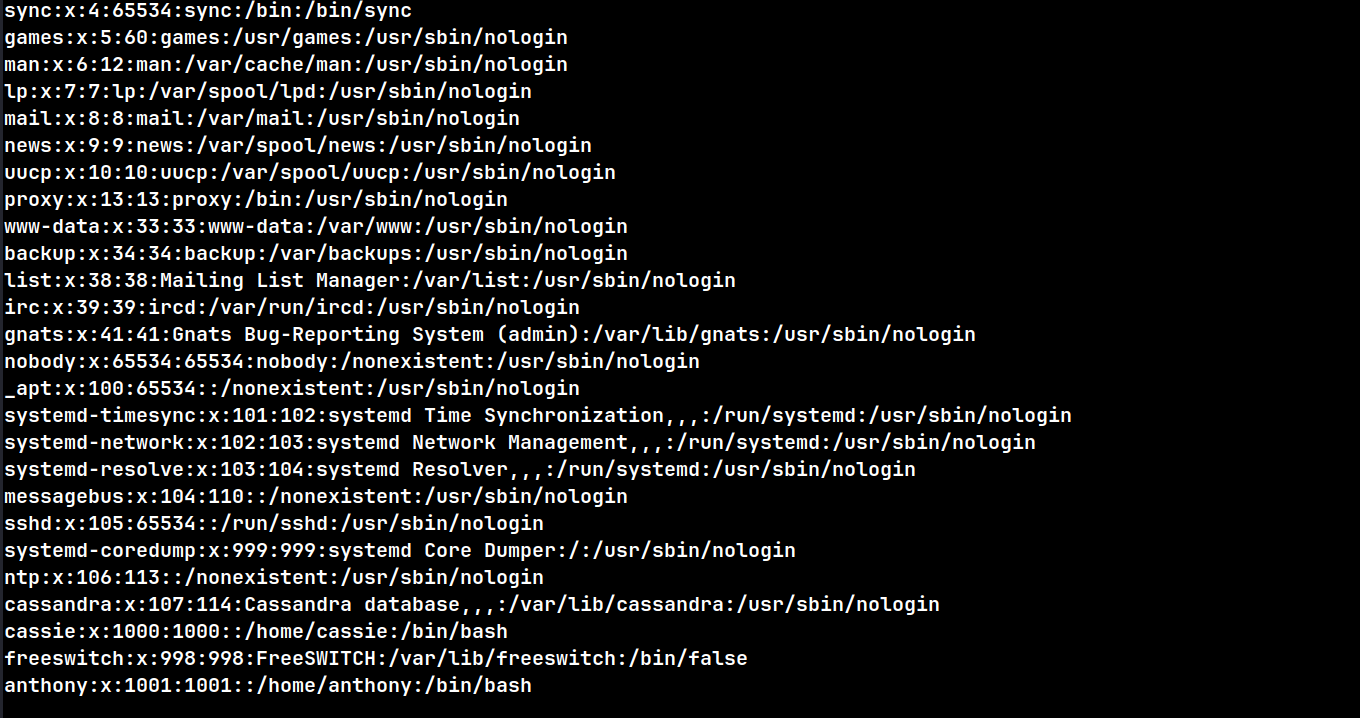 sync:x:4:65534:sync:/bin:/bin/sync
games:x:5:60:games:/usr/games:/usr/sbin/nologin
man:x:6:12:man:/var/cache/man:/usr/sbin/nologin
lp:x:7:7:lp:/var/spool/lpd:/usr/sbin/nologin
mail:x:8:8:mail:/var/mail:/usr/sbin/nologin
news:x:9:9:news:/var/spool/news:/usr/sbin/nologin
uucp:x:10:10:uucp:/var/spool/uucp:/usr/sbin/nologin
proxy:x:13:13:proxy:/bin:/usr/sbin/nologin
www-data:x:33:33:www-data:/var/www:/usr/sbin/nologin
backup:x:34:34:backup:/var/backups:/usr/sbin/nologin
list:x:38:38:Mailing List Manager:/var/list:/usr/sbin/nologin
irc:x:39:39:ircd:/var/run/ircd:/usr/sbin/nologin
gnats:x:41:41:Gnats Bug-Reporting System (admin):/var/lib/gnats:/usr/sbin/nologin
nobody:x:65534:65534:nobody:/nonexistent:/usr/sbin/nologin
_apt:x:100:65534::/nonexistent:/usr/sbin/nologin
systemd-timesync:x:101:102:systemd Time Synchronization,,,:/run/systemd:/usr/sbin/nologin
systemd-network:x:102:103:systemd Network Management,,,:/run/systemd:/usr/sbin/nologin
systemd-resolve:x:103:104:systemd Resolver,,,:/run/systemd:/usr/sbin/nologin
messagebus:x:104:110::/nonexistent:/usr/sbin/nologin
sshd:x:105:65534::/run/sshd:/usr/sbin/nologin
systemd-coredump:x:999:999:systemd Core Dumper:/:/usr/sbin/nologin
ntp:x:106:113::/nonexistent:/usr/sbin/nologin
cassandra:x:107:114:Cassandra database,,,:/var/lib/cassandra:/usr/sbin/nologin
cassie:x:1000:1000::/home/cassie:/bin/bash
freeswitch:x:998:998:FreeSWITCH:/var/lib/freeswitch:/bin/false
anthony:x:1001:1001::/home/anthony:/bin/bash